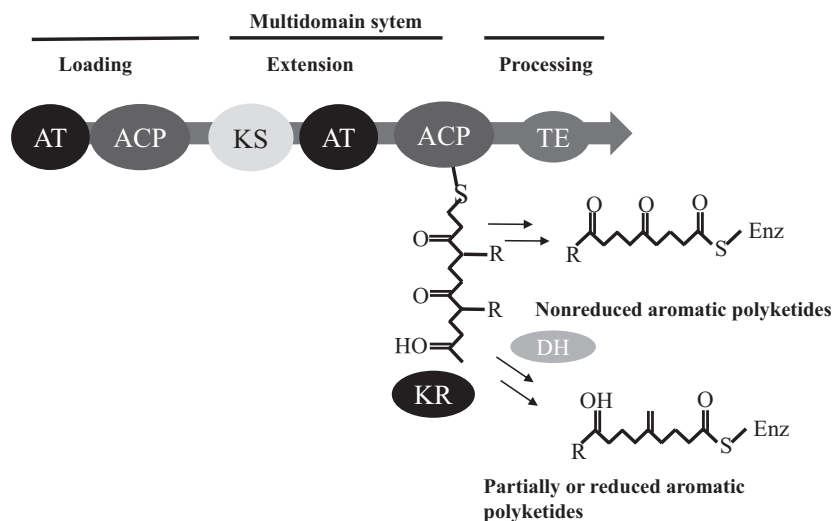 Multidomain sytem
Loading
Extension
Processing
AT
ACP
KS
AT
ACP
TE
S
O
R
O
R
HO
KR
O
O
O
R
S
Enz
Nonreduced aromatic polyketides
DH
OH
O
R
S
Enz
Partially or reduced aromatic
polyketides